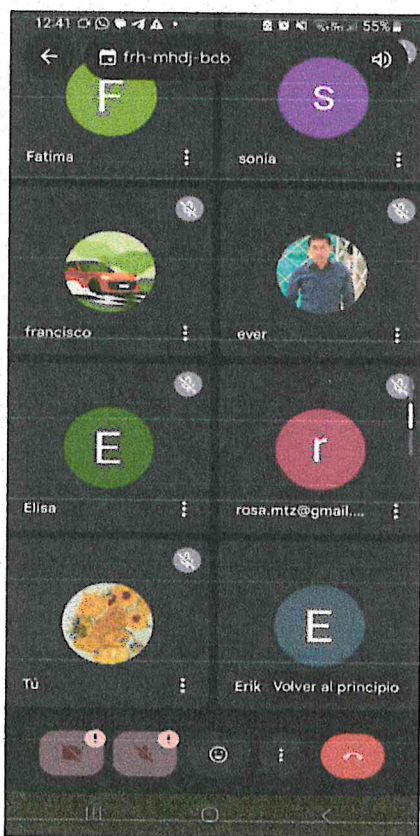 12:41
55%
frh-mhdj-bcb
F
S
Fatima
sonia
francisco
ever
E
r
Elisa
rosa.mtz@gmail....
E
Tú
Erik
Volver al principio